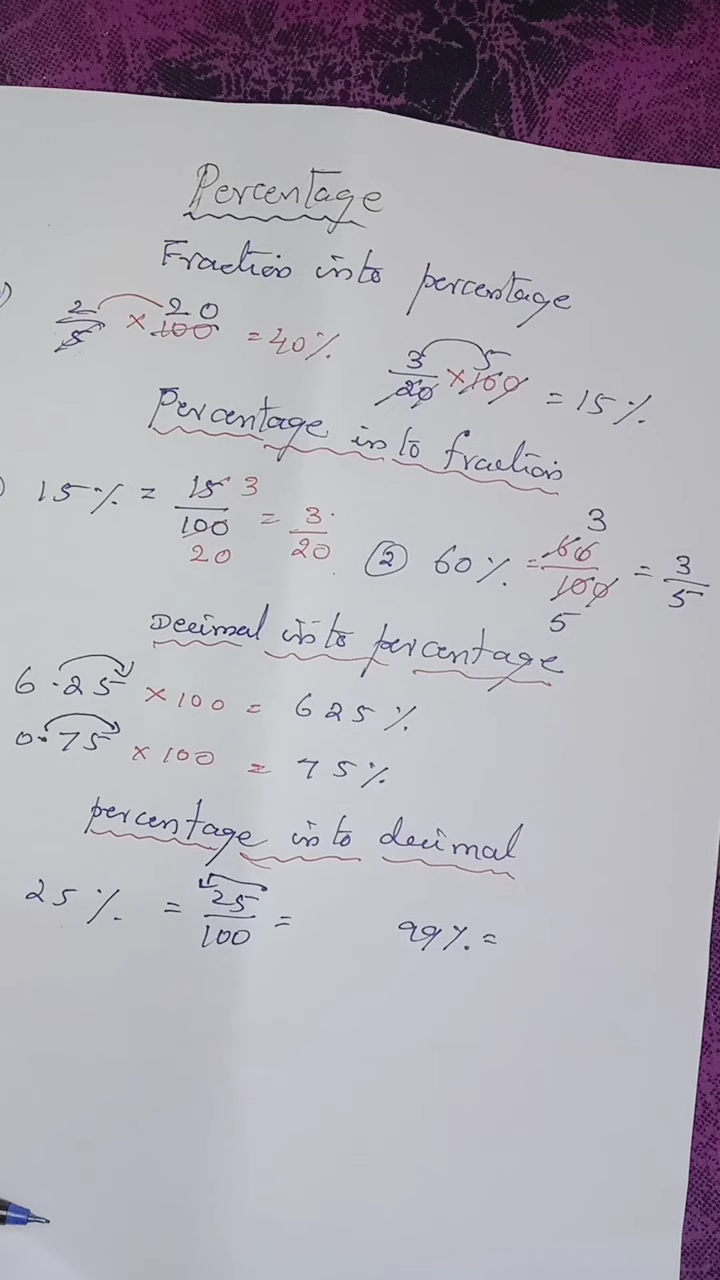 Percentage
Fraction into percentage
1) 2/5 × 100 20 = 40%   3/20 × 100 5 = 15%
Percentage into fraction
15% = 15 3/100 20 = 3/20   ② 60% = 60 3/100 5 = 3/5
Decimal into percentage
6.25 × 100 = 625%
0.75 × 100 = 75%
percentage into decimal
25% = 25/100 =   99% =